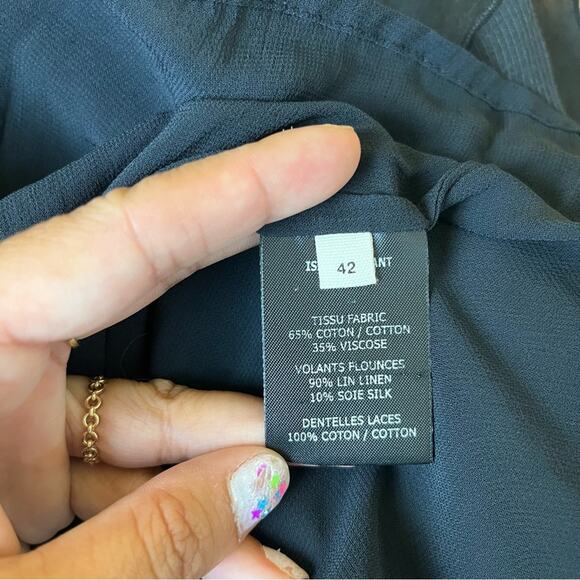 42
TISSU FABRIC
65% COTON / COTTON
35% VISCOSE
VOLANTS FLOUNCES
90% LIN LINEN
10% SOIE SILK
DENTELLES LACES
100% COTON / COTTON